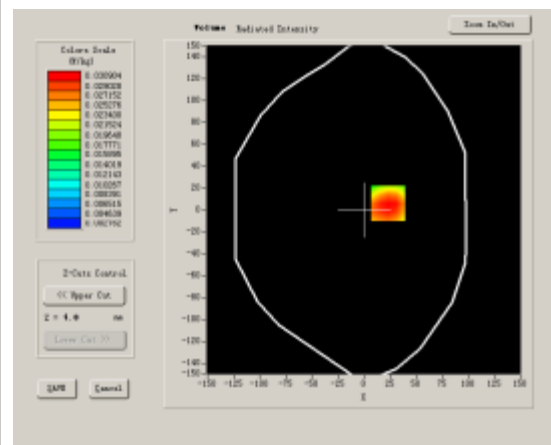 Volume Radiated Intensity
Zoom In/Out
Colors Scale
(W/kg)
0.030904
0.029028
0.027152
0.025276
0.023400
0.021524
0.019648
0.017771
0.015895
0.014019
0.012143
0.010267
0.008391
0.006515
0.004639
0.002762
Z-Cuts Control
<< Upper Cut
Z = 4.0 mm
Lower Cut >>
SAVE
Cancel
150
140
120
100
80
60
40
20
0
-20
-40
-60
-80
-100
-120
-140
-150
Y
-150 -125 -100 -75 -50 -25 0 25 50 75 100 125 150
X